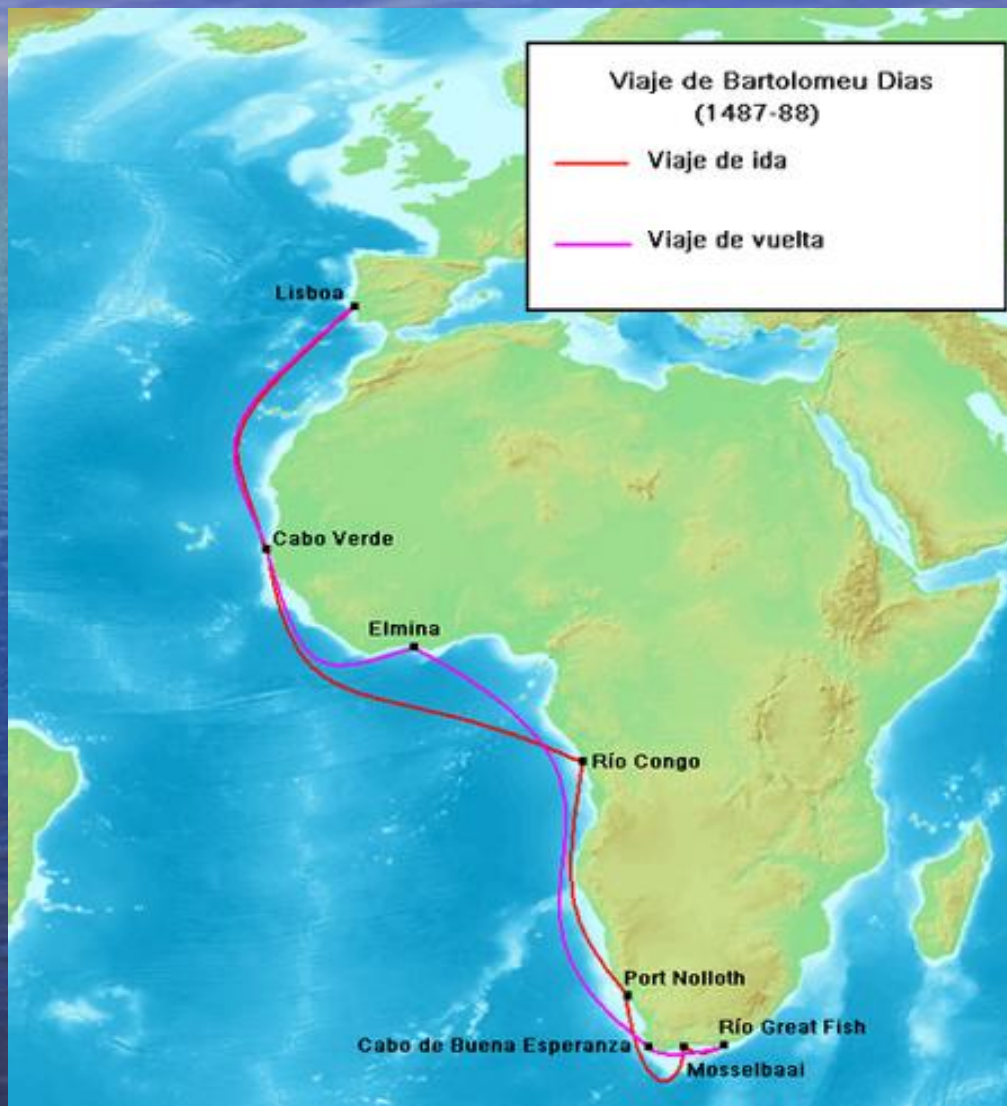 Viaje de Bartolomeu Dias
(1487-88)
Viaje de ida
Viaje de vuelta
Lisboa
Cabo Verde
Elmina
Río Congo
Port Nolloth
Río Great Fish
Cabo de Buena Esperanza
Mosselbaai